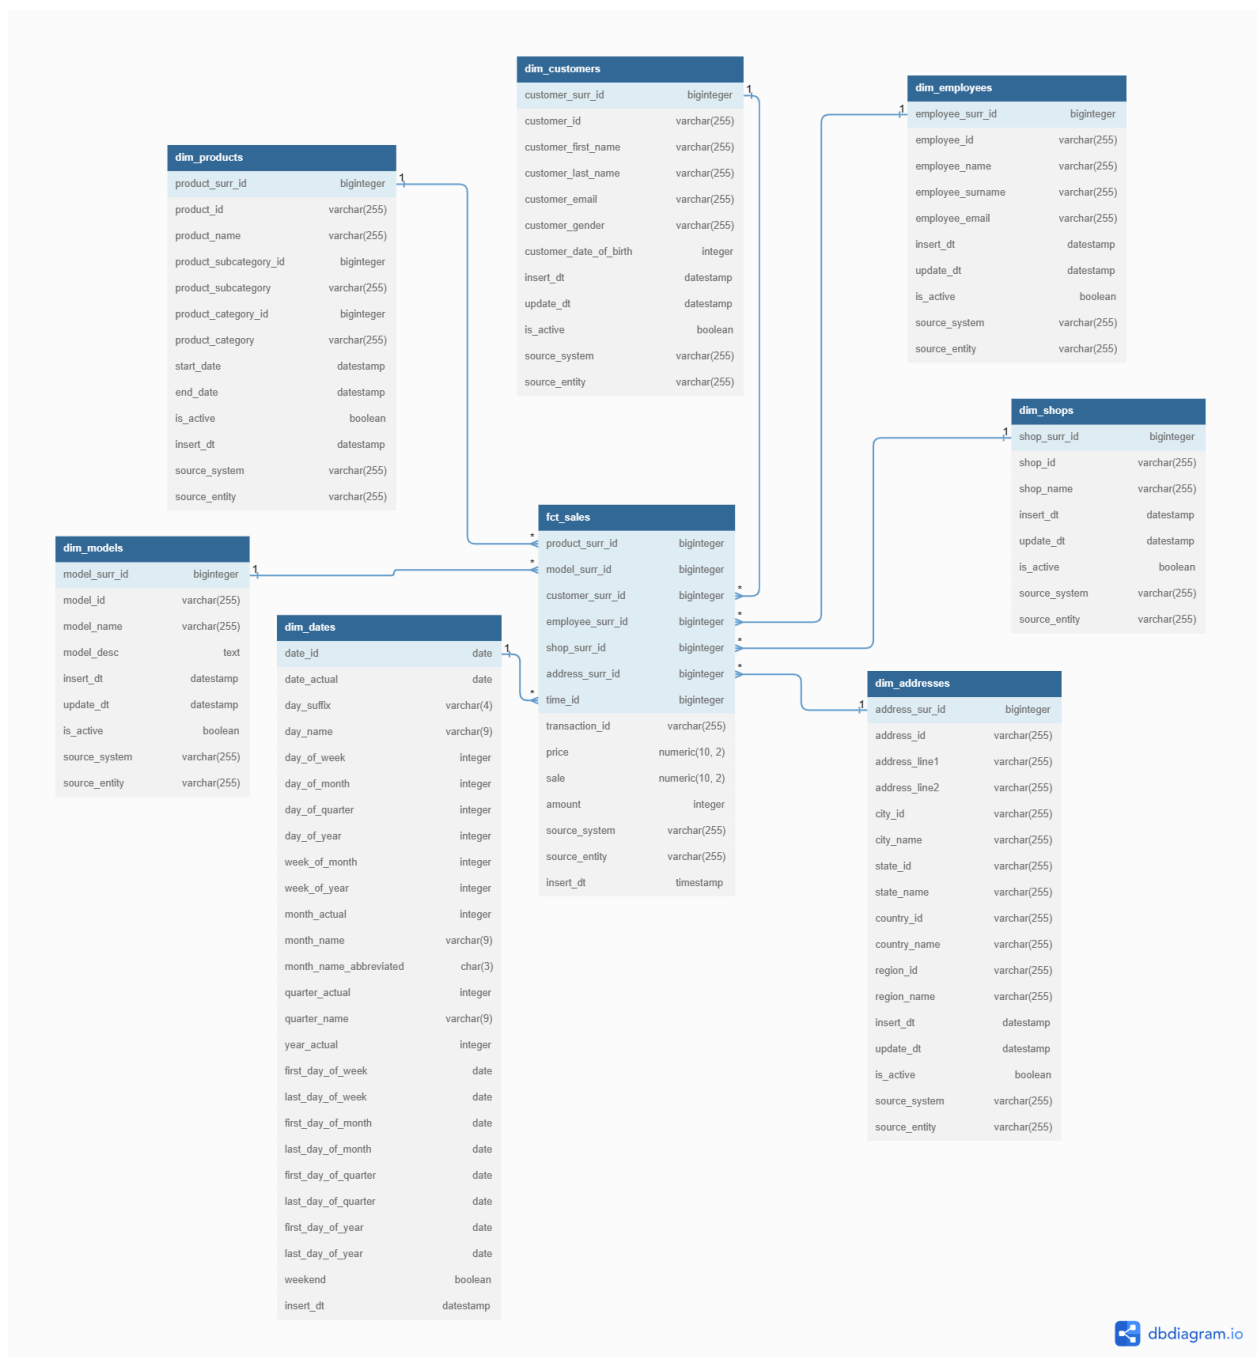 dim_customers
customer_surr_id biginteger
customer_id varchar(255)
customer_first_name varchar(255)
customer_last_name varchar(255)
customer_email varchar(255)
customer_gender varchar(255)
customer_date_of_birth integer
insert_dt datestamp
update_dt datestamp
is_active boolean
source_system varchar(255)
source_entity varchar(255)
1
dim_employees
employee_surr_id biginteger
employee_id varchar(255)
employee_name varchar(255)
employee_surname varchar(255)
employee_email varchar(255)
insert_dt datestamp
update_dt datestamp
is_active boolean
source_system varchar(255)
source_entity varchar(255)
1
dim_products
product_surr_id biginteger
product_id varchar(255)
product_name varchar(255)
product_subcategory_id biginteger
product_subcategory varchar(255)
product_category_id biginteger
product_category varchar(255)
start_date datestamp
end_date datestamp
is_active boolean
insert_dt datestamp
source_system varchar(255)
source_entity varchar(255)
1
dim_shops
shop_surr_id biginteger
shop_id varchar(255)
shop_name varchar(255)
insert_dt datestamp
update_dt datestamp
is_active boolean
source_system varchar(255)
source_entity varchar(255)
1
fct_sales
* product_surr_id biginteger
* model_surr_id biginteger
customer_surr_id biginteger *
employee_surr_id biginteger *
shop_surr_id biginteger *
address_surr_id biginteger *
* time_id biginteger
transaction_id varchar(255)
price numeric(10, 2)
sale numeric(10, 2)
amount integer
source_system varchar(255)
source_entity varchar(255)
insert_dt timestamp
dim_models
model_surr_id biginteger
model_id varchar(255)
model_name varchar(255)
model_desc text
insert_dt datestamp
update_dt datestamp
is_active boolean
source_system varchar(255)
source_entity varchar(255)
1
dim_dates
date_id date
date_actual date
day_suffix varchar(4)
day_name varchar(9)
day_of_week integer
day_of_month integer
day_of_quarter integer
day_of_year integer
week_of_month integer
week_of_year integer
month_actual integer
month_name varchar(9)
month_name_abbreviated char(3)
quarter_actual integer
quarter_name varchar(9)
year_actual integer
first_day_of_week date
last_day_of_week date
first_day_of_month date
last_day_of_month date
first_day_of_quarter date
last_day_of_quarter date
first_day_of_year date
last_day_of_year date
weekend boolean
insert_dt datestamp
1
dim_addresses
address_sur_id biginteger
address_id varchar(255)
address_line1 varchar(255)
address_line2 varchar(255)
city_id varchar(255)
city_name varchar(255)
state_id varchar(255)
state_name varchar(255)
country_id varchar(255)
country_name varchar(255)
region_id varchar(255)
region_name varchar(255)
insert_dt datestamp
update_dt datestamp
is_active boolean
source_system varchar(255)
source_entity varchar(255)
1
dbdiagram.io